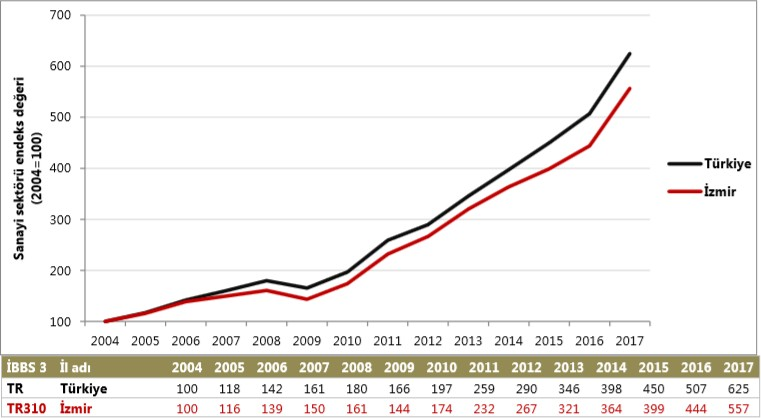 700
600
500
400
300
200
100
Sanayi sektörü endeks değeri
(2004=100)
2004 2005 2006 2007 2008 2009 2010 2011 2012 2013 2014 2015 2016 2017
Türkiye
İzmir
İBBS 3 İl adı 2004 2005 2006 2007 2008 2009 2010 2011 2012 2013 2014 2015 2016 2017
TR Türkiye 100 118 142 161 180 166 197 259 290 346 398 450 507 625
TR310 İzmir 100 116 139 150 161 144 174 232 267 321 364 399 444 557